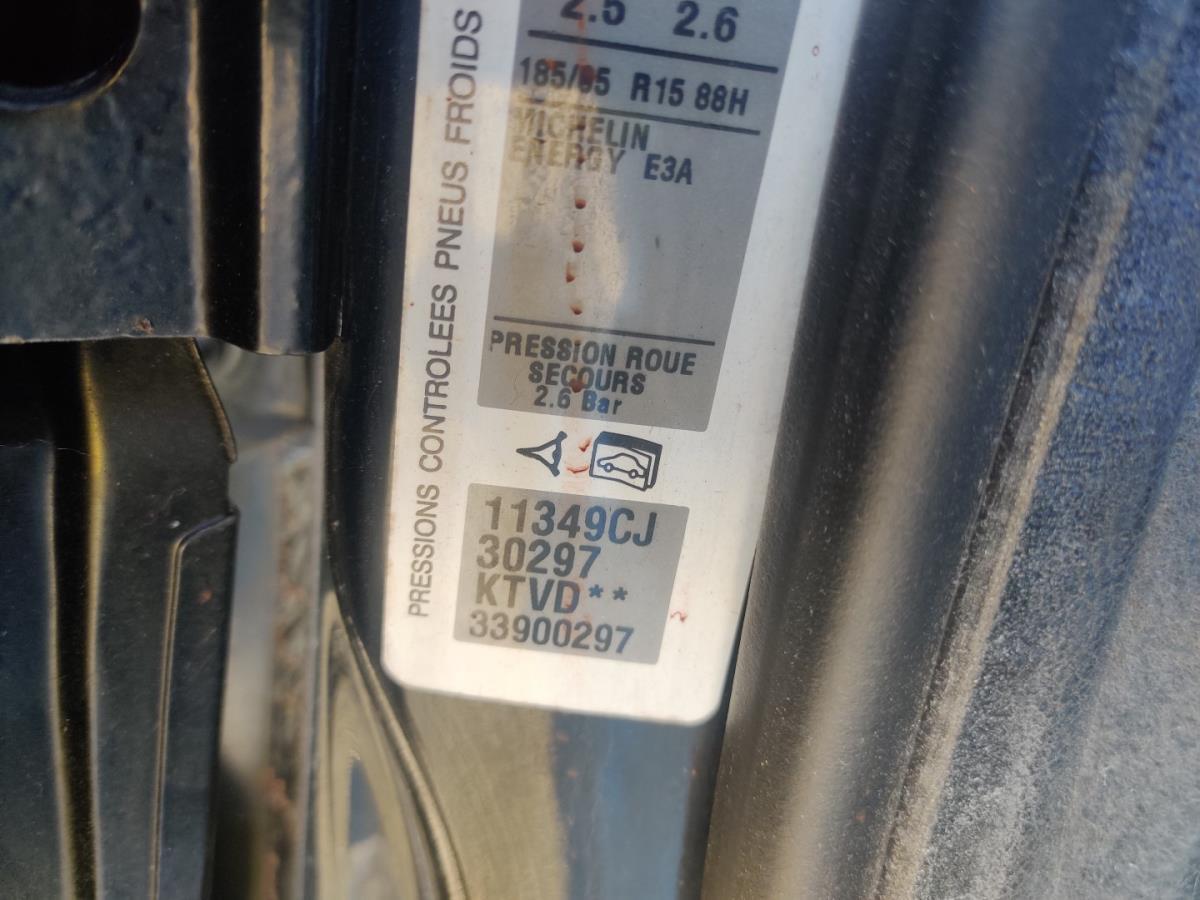 2.5 2.6
185/65 R15 88H
MICHELIN
ENERGY E3A
PRESSION ROUE
SECOURS
2.6 Bar
PRESSIONS CONTROLEES PNEUS FROIDS
11349CJ
30297
KTVD**
33900297